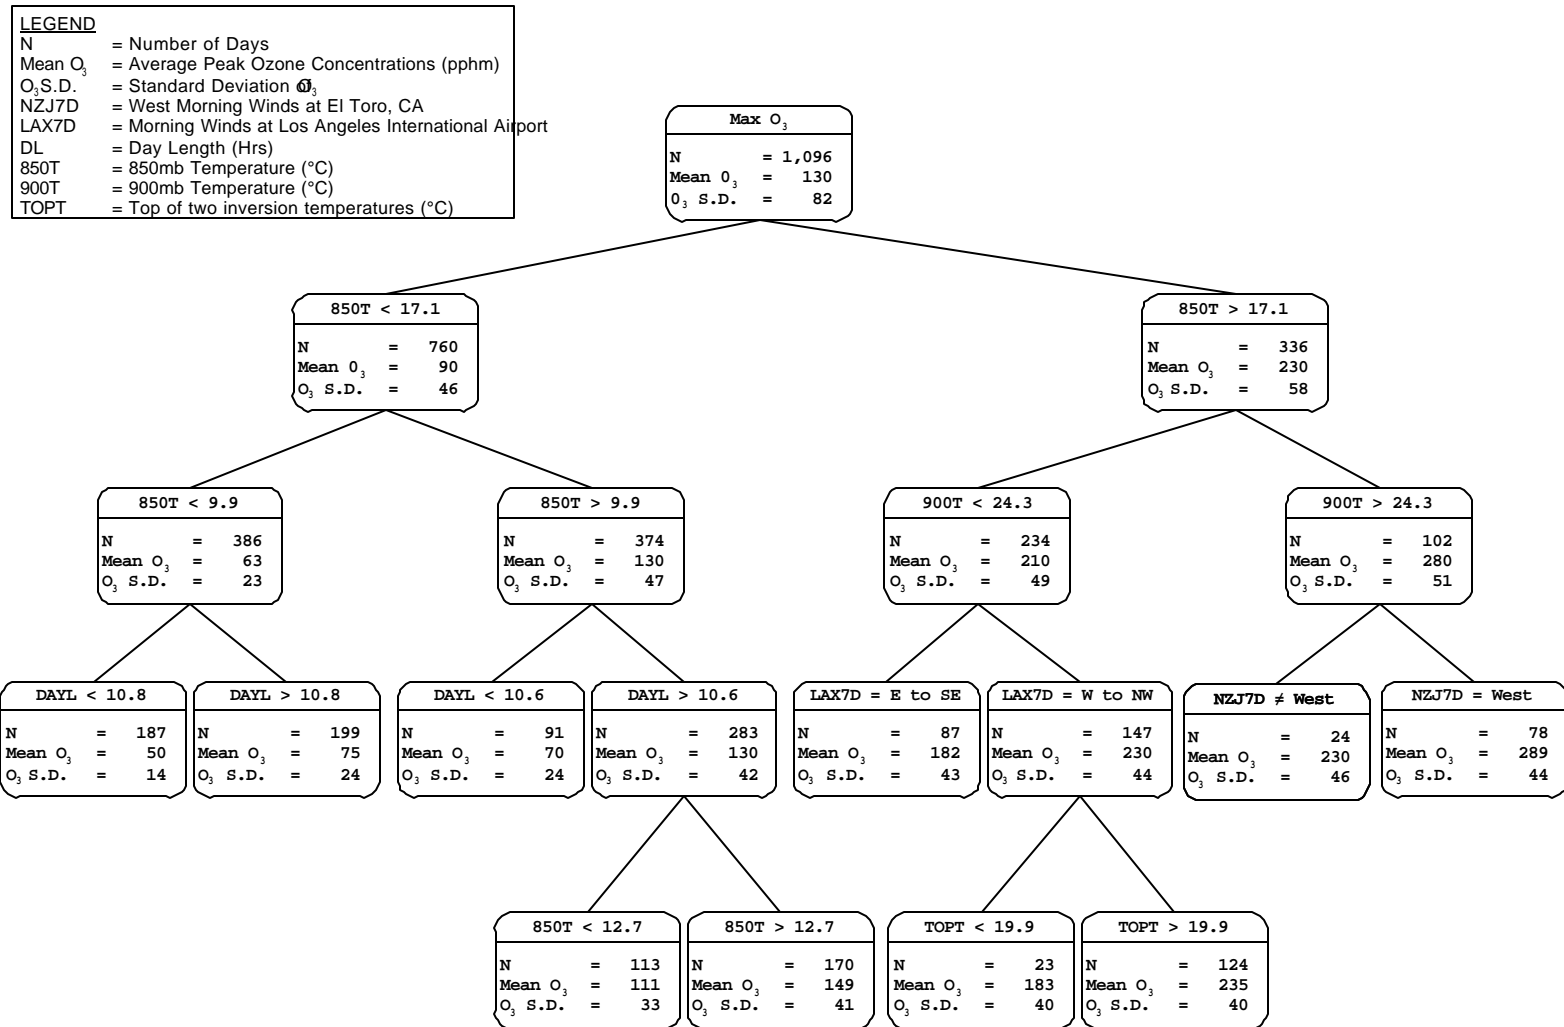 LEGEND
N = Number of Days
Mean O3 = Average Peak Ozone Concentrations (pphm)
O3S.D. = Standard Deviation of O3
NZJ7D = West Morning Winds at El Toro, CA
LAX7D = Morning Winds at Los Angeles International Airport
DL = Day Length (Hrs)
850T = 850mb Temperature (°C)
900T = 900mb Temperature (°C)
TOPT = Top of two inversion temperatures (°C)
Max O3
N = 1,096
Mean 03 = 130
03 S.D. = 82
850T < 17.1
N = 760
Mean 03 = 90
O3 S.D. = 46
850T > 17.1
N = 336
Mean O3 = 230
O3 S.D. = 58
850T < 9.9
N = 386
Mean O3 = 63
O3 S.D. = 23
850T > 9.9
N = 374
Mean O3 = 130
O3 S.D. = 47
900T < 24.3
N = 234
Mean O3 = 210
O3 S.D. = 49
900T > 24.3
N = 102
Mean O3 = 280
O3 S.D. = 51
DAYL < 10.8
N = 187
Mean O3 = 50
O3 S.D. = 14
DAYL > 10.8
N = 199
Mean O3 = 75
O3 S.D. = 24
DAYL < 10.6
N = 91
Mean O3 = 70
O3 S.D. = 24
DAYL > 10.6
N = 283
Mean O3 = 130
O3 S.D. = 42
LAX7D = E to SE
N = 87
Mean O3 = 182
O3 S.D. = 43
LAX7D = W to NW
N = 147
Mean O3 = 230
O3 S.D. = 44
NZJ7D ≠ West
N = 24
Mean O3 = 230
O3 S.D. = 46
NZJ7D = West
N = 78
Mean O3 = 289
O3 S.D. = 44
850T < 12.7
N = 113
Mean O3 = 111
O3 S.D. = 33
850T > 12.7
N = 170
Mean O3 = 149
O3 S.D. = 41
TOPT < 19.9
N = 23
Mean O3 = 183
O3 S.D. = 40
TOPT > 19.9
N = 124
Mean O3 = 235
O3 S.D. = 40